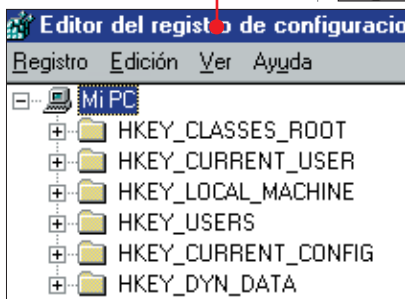 Editor del registro de configuracio
Registro Edición Ver Ayuda
Mi PC
HKEY_CLASSES_ROOT
HKEY_CURRENT_USER
HKEY_LOCAL_MACHINE
HKEY_USERS
HKEY_CURRENT_CONFIG
HKEY_DYN_DATA